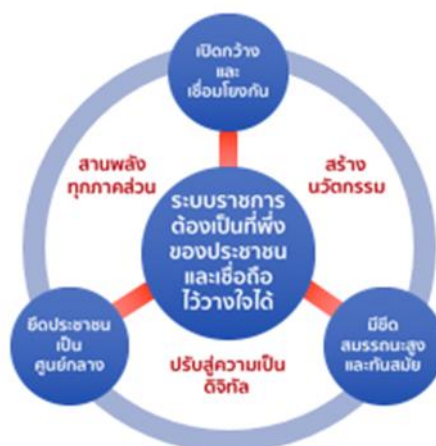 เปิดกว้าง
และ
เชื่อมโยงกัน
สานพลัง
ทุกภาคส่วน
สร้าง
นวัตกรรม
ระบบราชการ
ต้องเป็นที่พึ่ง
ของประชาชน
และเชื่อถือ
ไว้วางใจได้
ยึดประชาชน
เป็น
ศูนย์กลาง
มีขีด
สมรรถนะสูง
และทันสมัย
ปรับสู่ความเป็น
ดิจิทัล